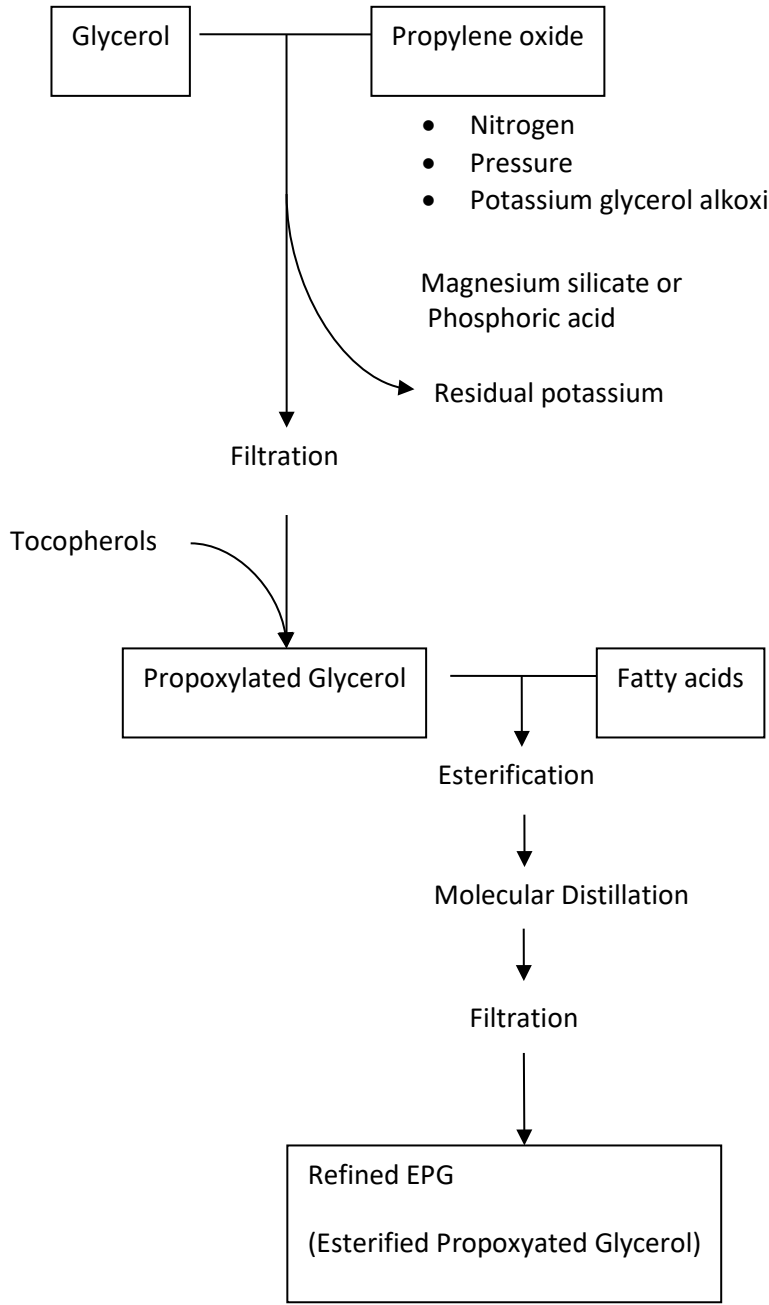 Glycerol
Propylene oxide
• Nitrogen
• Pressure
• Potassium glycerol alkoxi
Magnesium silicate or
Phosphoric acid
Residual potassium
Filtration
Tocopherols
Propoxylated Glycerol
Fatty acids
Esterification
Molecular Distillation
Filtration
Refined EPG
(Esterified Propoxyated Glycerol)